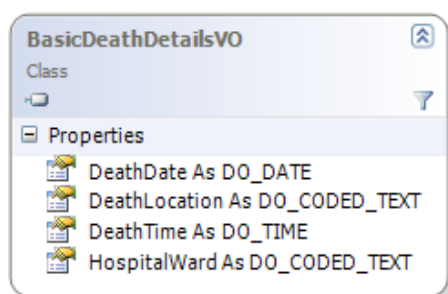 BasicDeathDetailsVO
Class
Properties
DeathDate As DO_DATE
DeathLocation As DO_CODED_TEXT
DeathTime As DO_TIME
HospitalWard As DO_CODED_TEXT